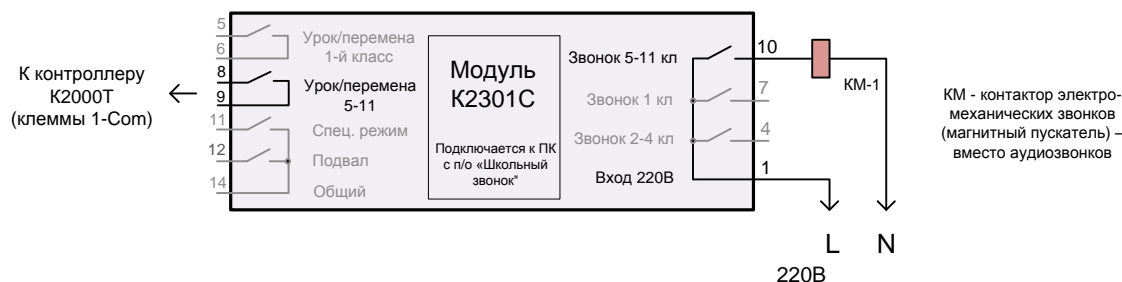 К контроллеру
К2000Т
(клеммы 1-Com)
5
6
8
9
11
12
14
Урок/перемена
1-й класс
Урок/перемена
5-11
Спец. режим
Подвал
Общий
Модуль
К2301С
Подключается к ПК
с п/о «Школьный
звонок"
Звонок 5-11 кл
Звонок 1 кл
Звонок 2-4 кл
Вход 220В
10
7
4
1
КМ-1
L
N
220В
КМ - контактор электро-
механических звонков
(магнитный пускатель) –
вместо аудиозвонков